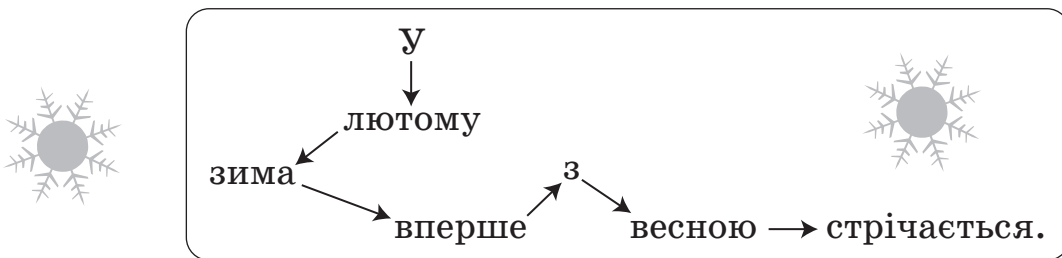 У
лютому
зима
вперше
з
весною
стрічається.